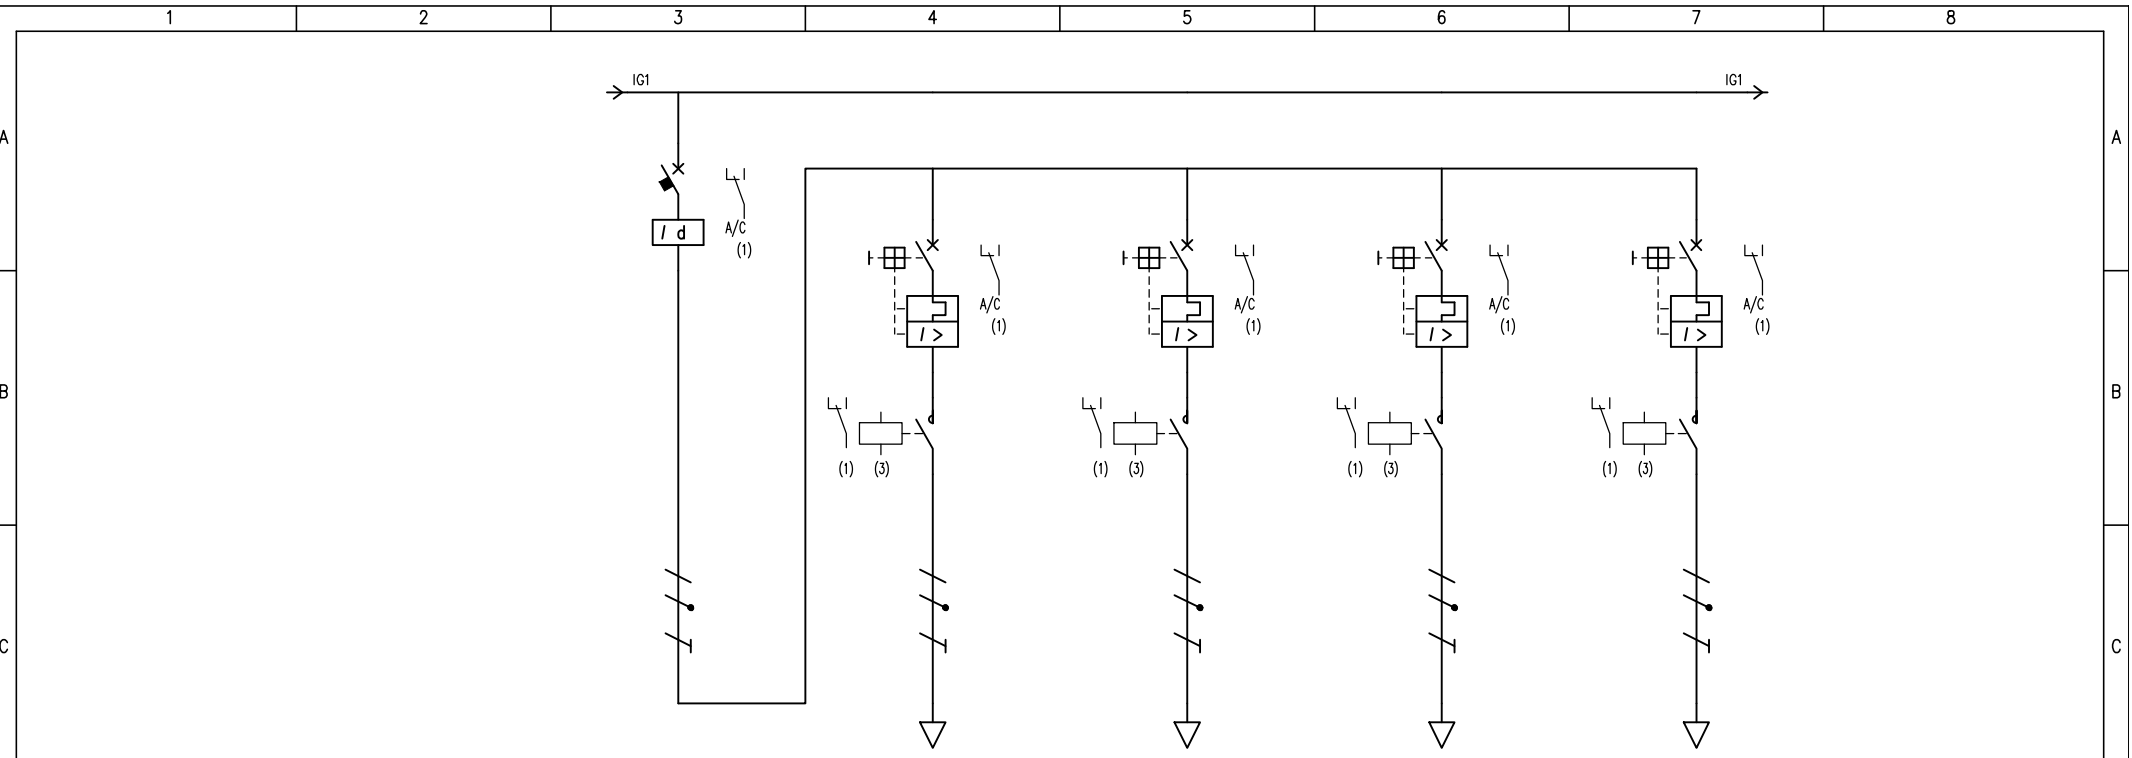 1 2 3 4 5 6 7 8
IG1 IG1
A A
A/C
(1)
I d
A/C A/C A/C A/C
(1) (1) (1) (1)
I > I > I > I >
B B
(1) (3) (1) (3) (1) (3) (1) (3)
C C